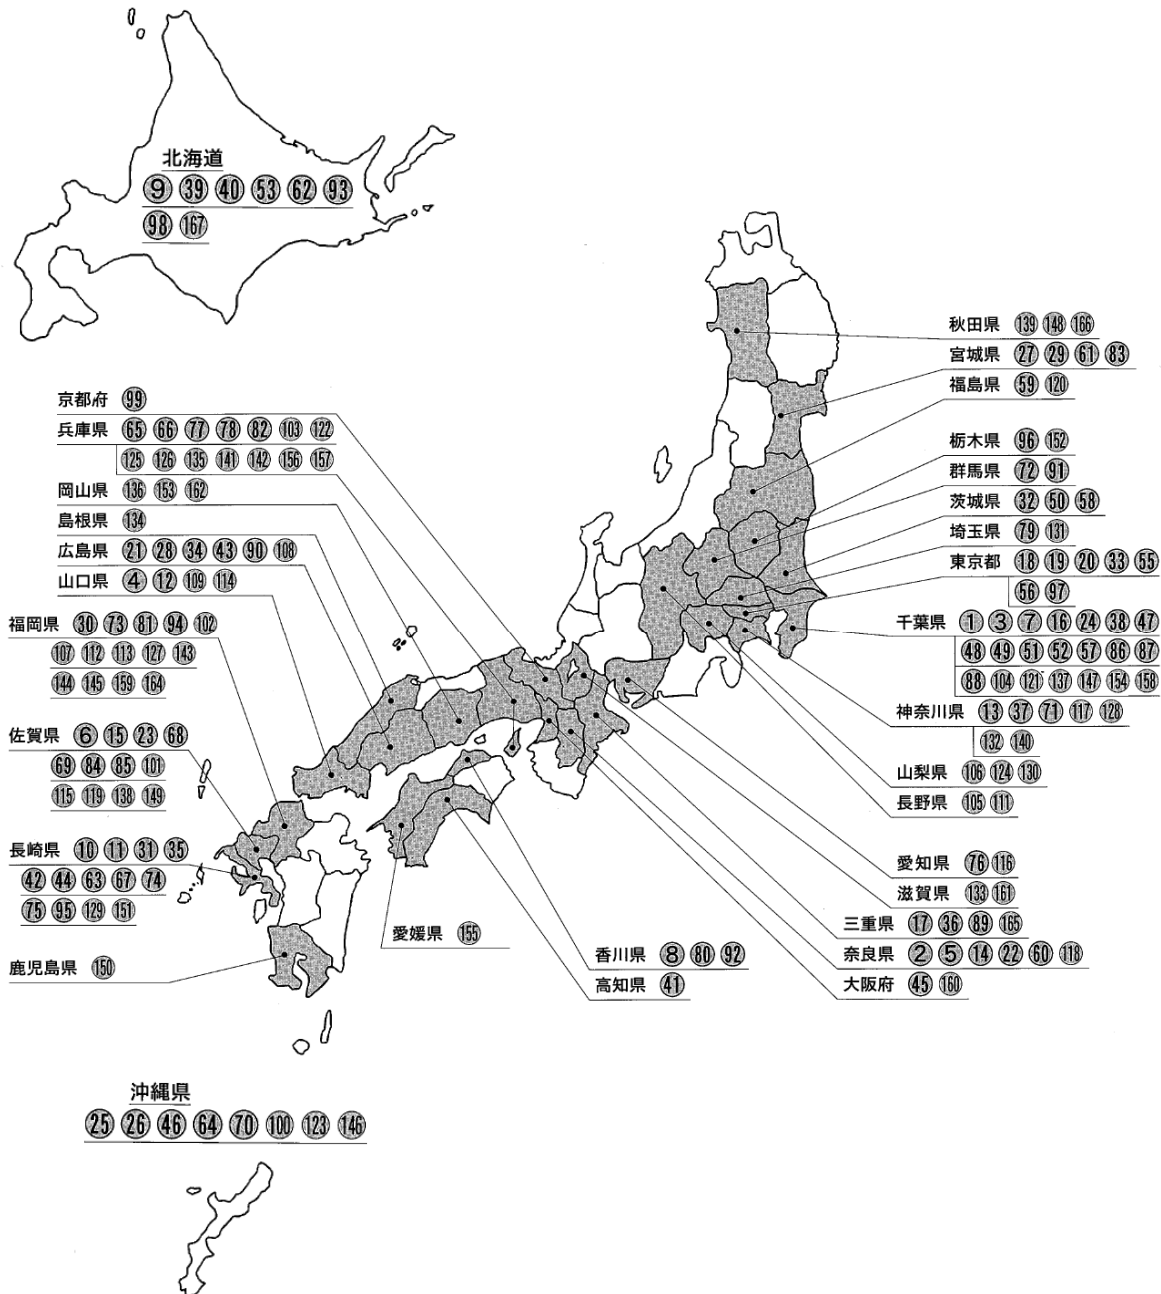 北海道
9 39 40 53 62 93
98 167
京都府 99
兵庫県 65 66 77 78 82 103 122
125 126 135 141 142 156 157
岡山県 136 153 162
島根県 134
広島県 21 28 34 43 90 108
山口県 4 12 109 114
福岡県 30 73 81 94 102
107 112 113 127 143
144 145 159 164
佐賀県 6 15 23 68
69 84 85 101
115 119 138 149
長崎県 10 11 31 35
42 44 63 67 74
75 95 129 151
鹿児島県 150
愛媛県 155
秋田県 139 148 166
宮城県 27 29 61 83
福島県 59 120
栃木県 96 152
群馬県 72 91
茨城県 32 50 58
埼玉県 79 131
東京都 18 19 20 33 55
56 97
千葉県 1 3 7 16 24 38 47
48 49 51 52 57 86 87
88 104 121 137 147 154 158
神奈川県 13 37 71 117 128
132 140
山梨県 106 124 130
長野県 105 111
愛知県 76 116
滋賀県 133 161
三重県 17 36 89 165
奈良県 2 5 14 22 60 118
大阪府 45 160
香川県 8 80 92
高知県 41
沖縄県
25 26 46 64 70 100 123 146